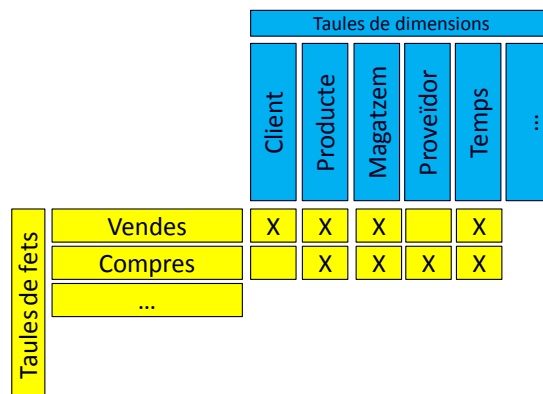 Taules de dimensions
Client
Producte
Magatzem
Proveïdor
Temps
...
Taules de fets
Vendes
X X X X
Compres
X X X X
...